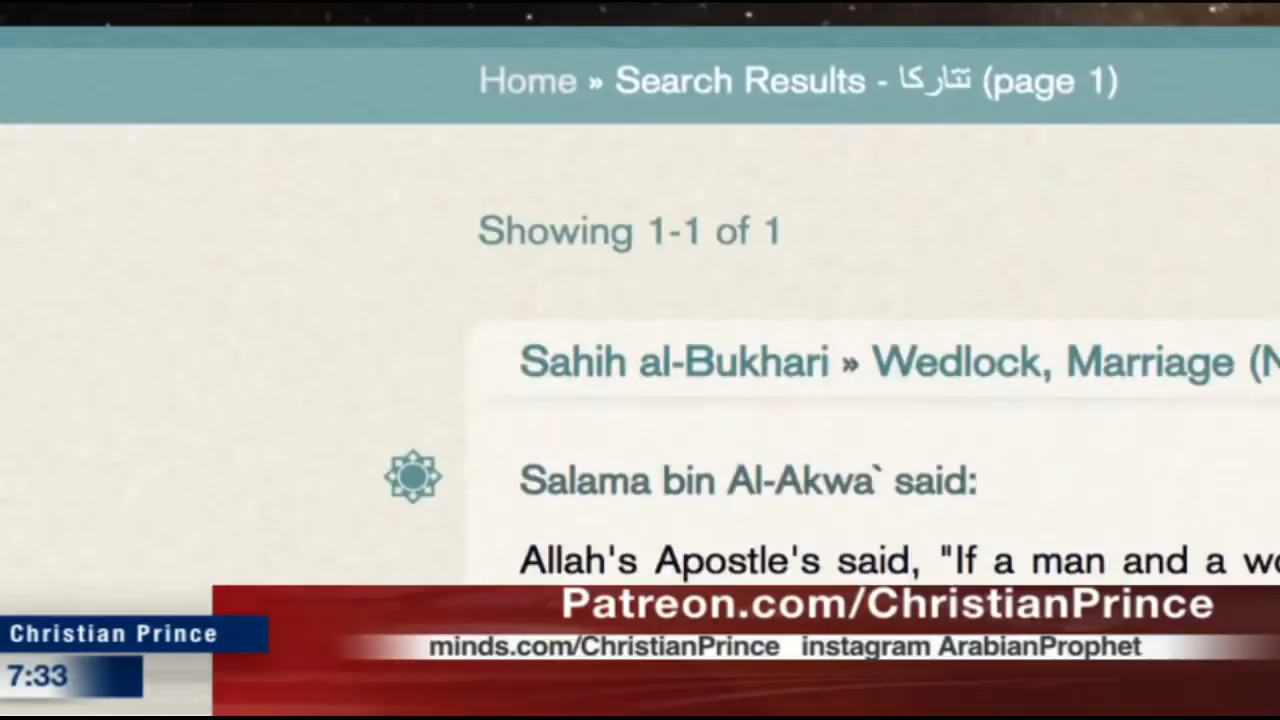 Home » Search Results - تتاركا (page 1)
Showing 1-1 of 1
Sahih al-Bukhari » Wedlock, Marriage (N
Salama bin Al-Akwa` said:
Allah's Apostle's said, "If a man and a wo
Patreon.com/ChristianPrince
Christian Prince
minds.com/ChristianPrince instagram ArabianProphet
7:33